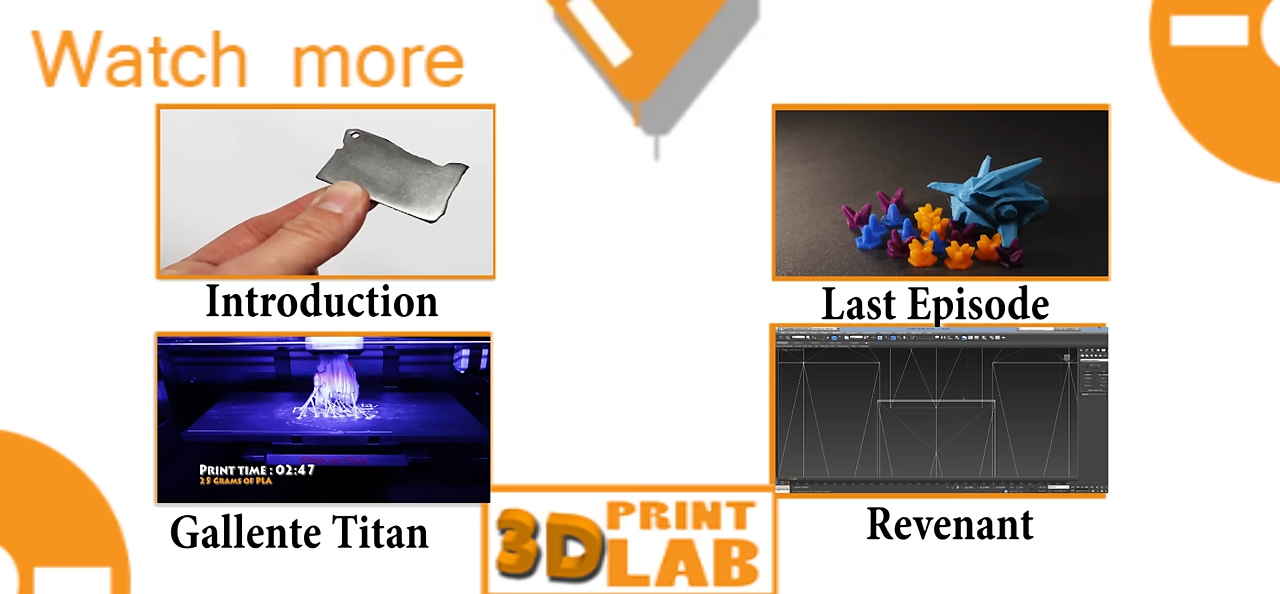 Watch more
Introduction
Last Episode
PRINT TIME : 02:47
25 GRAMS OF PLA
Gallente Titan
Revenant
3D PRINT
LAB